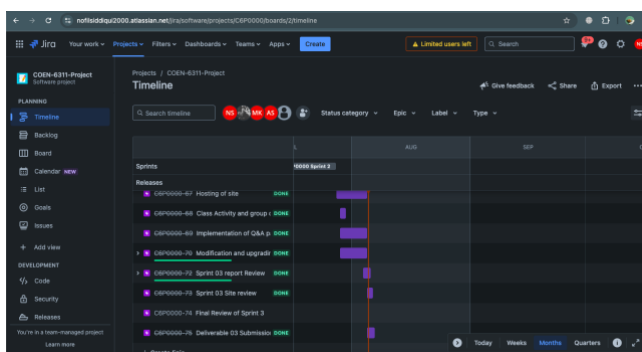 nofilsiddiqui2000.atlassian.net/jira/software/projects/C6P0000/boards/2/timeline
Jira Your work Projects Filters Dashboards Teams Apps Create Limited users left Search
COEN-6311-Project
Software project
PLANNING
Timeline
Backlog
Board
Calendar NEW
List
Goals
Issues
Add view
DEVELOPMENT
Code
Security
Releases
You're in a team-managed project
Learn more
Projects / COEN-6311-Project
Timeline
Give feedback Share Export
Search timeline NS MK AS Status category Epic Label Type
AUG SEP
Sprints
P0000 Sprint 3
Releases
C6P0000-67 Hosting of site DONE
C6P0000-68 Class Activity and group DONE
C6P0000-69 Implementation of Q&A p DONE
C6P0000-70 Modification and upgradi DONE
C6P0000-72 Sprint 03 report Review DONE
C6P0000-73 Sprint 03 Site review DONE
C6P0000-74 Final Review of Sprint 3
C6P0000-75 Deliverable 03 Submissio DONE
Today Weeks Months Quarters